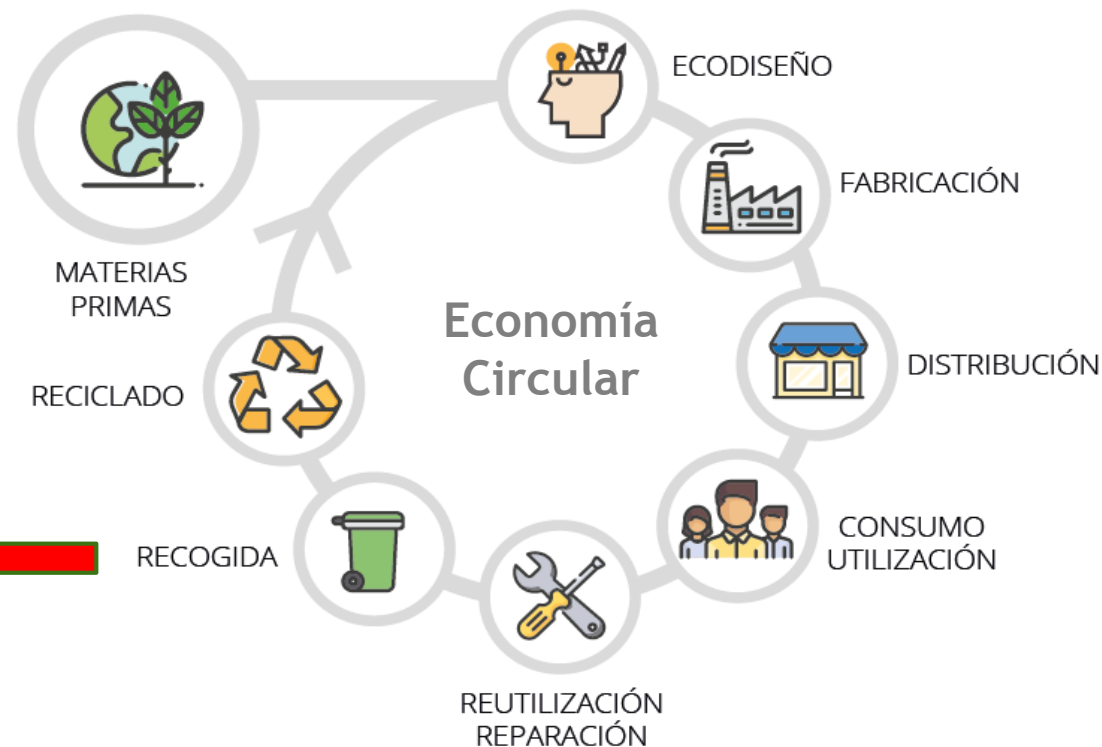 ECODISEÑO
FABRICACIÓN
MATERIAS
PRIMAS
Economía
Circular
DISTRIBUCIÓN
RECICLADO
CONSUMO
UTILIZACIÓN
RECOGIDA
REUTILIZACIÓN
REPARACIÓN